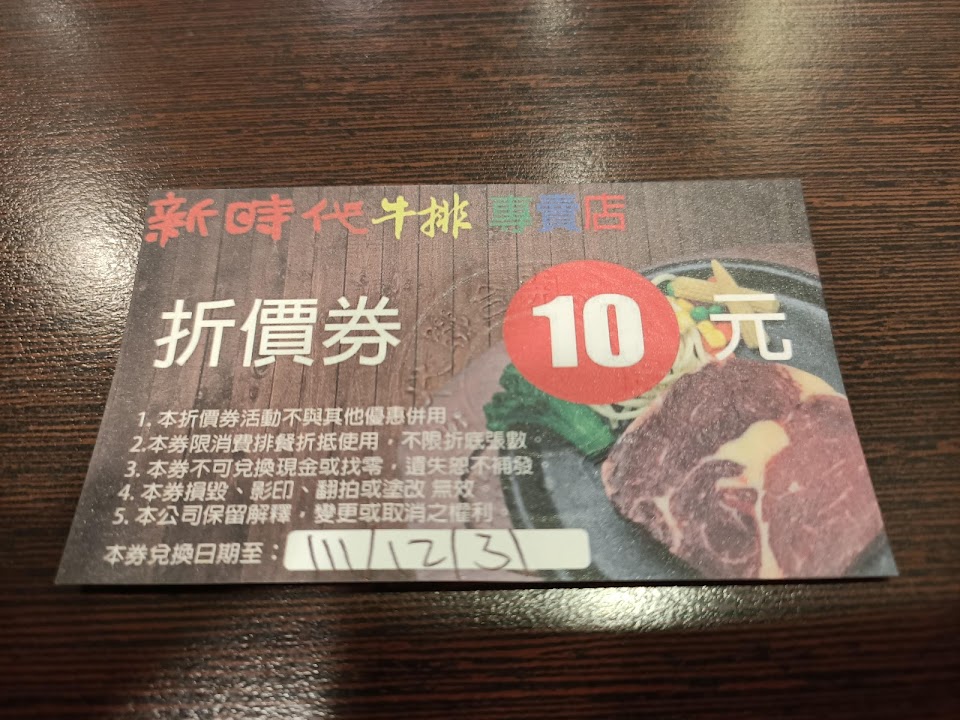 新時代牛排 專賣店
折價券 10 元
1. 本折價券活動不與其他優惠併用。
2.本券限消費排餐折抵使用，不限折底張數。
3. 本券不可兌換現金或找零，遺失恕不補發。
4. 本券損毀、影印、翻拍或塗改 無效。
5. 本公司保留解釋，變更或取消之權利。
本券兌換日期至：111/12/31